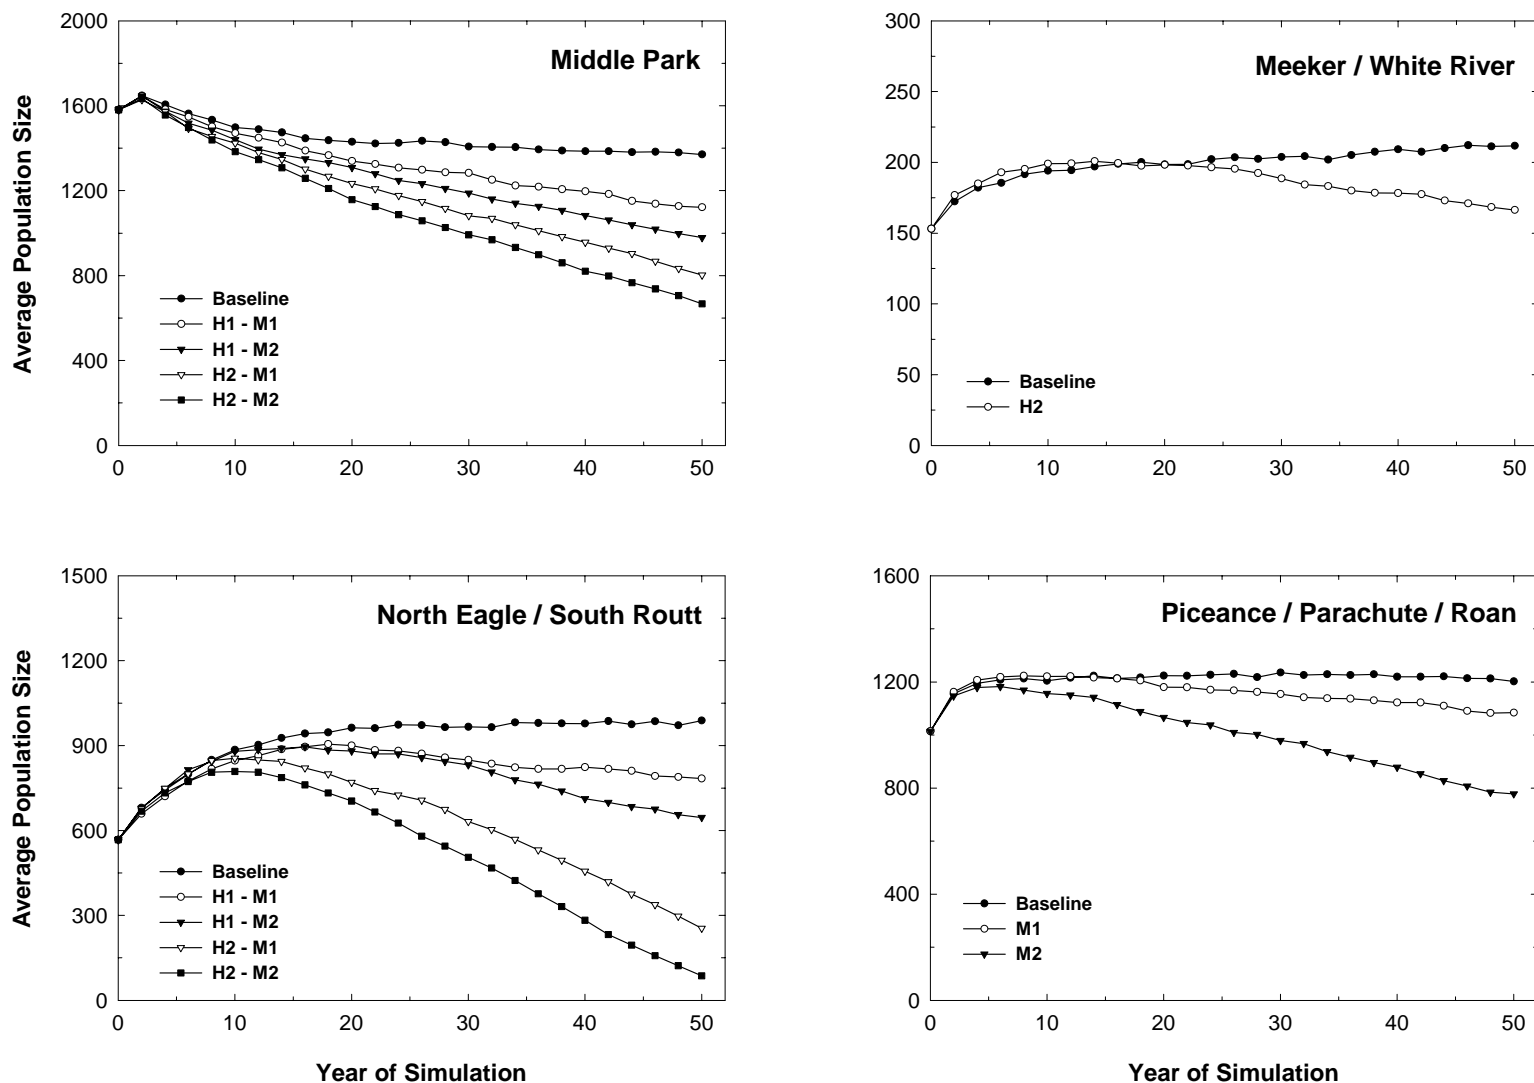 Middle Park
Average Population Size
2000
1600
1200
800
400
0
Baseline
H1 - M1
H1 - M2
H2 - M1
H2 - M2
0 10 20 30 40 50
Meeker / White River
300
250
200
150
100
50
0
Baseline
H2
0 10 20 30 40 50
North Eagle / South Routt
Average Population Size
1500
1200
900
600
300
0
Baseline
H1 - M1
H1 - M2
H2 - M1
H2 - M2
0 10 20 30 40 50
Year of Simulation
Piceance / Parachute / Roan
1600
1200
800
400
0
Baseline
M1
M2
0 10 20 30 40 50
Year of Simulation